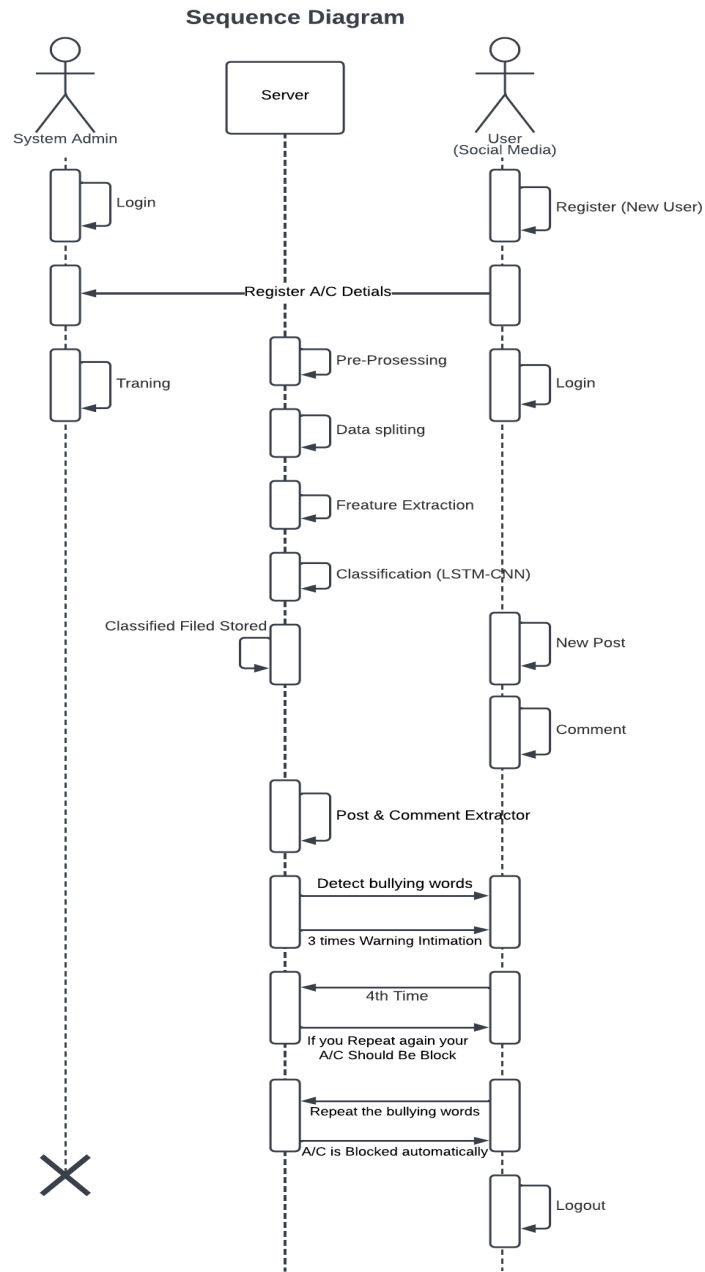 Sequence Diagram
Server
System Admin
User
(Social Media)
Login
Register (New User)
Register A/C Detials
Pre-Prosessing
Traning
Login
Data spliting
Freature Extraction
Classification (LSTM-CNN)
Classified Filed Stored
New Post
Comment
Post & Comment Extractor
Detect bullying words
3 times Warning Intimation
4th Time
If you Repeat again your
A/C Should Be Block
Repeat the bullying words
A/C is Blocked automatically
Logout